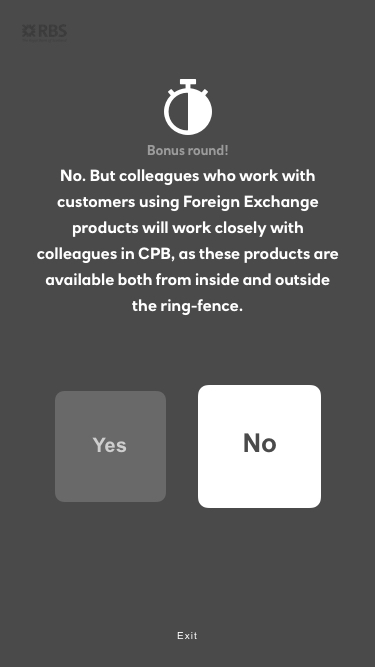 RBS
Bonus round!
No. But colleagues who work with
customers using Foreign Exchange
products will work closely with
colleagues in CPB, as these products are
available both from inside and outside
the ring-fence.
Yes
No
Exit